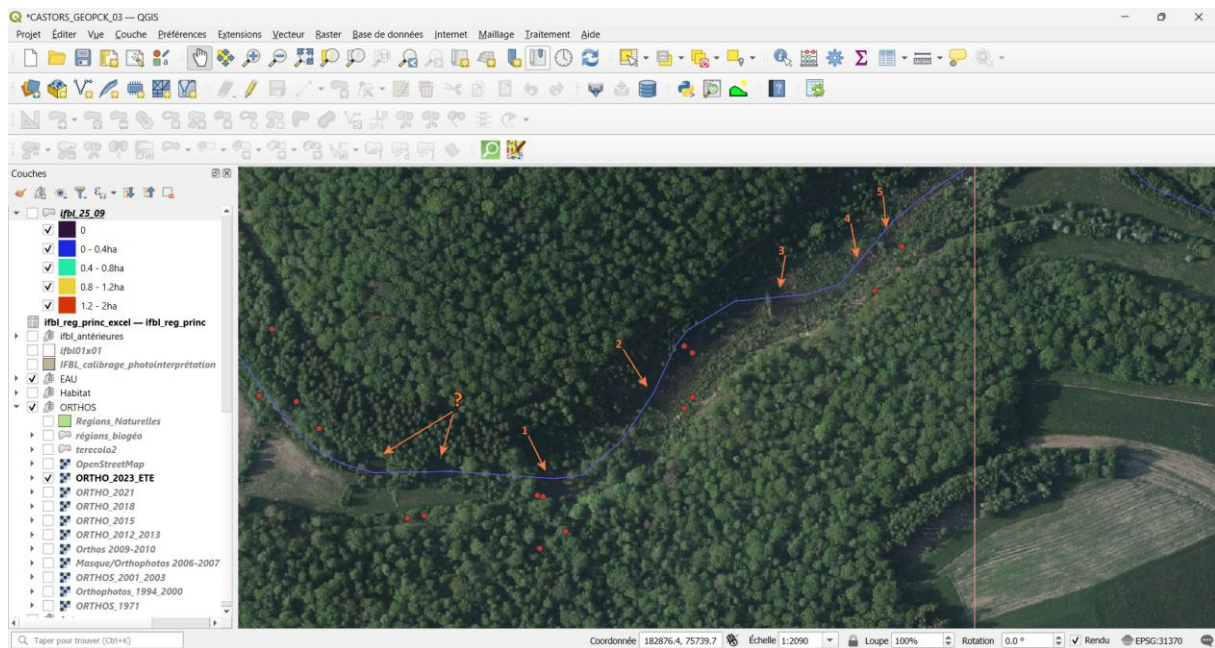 *CASTORS_GEOPCK_03 — QGIS
Projet Éditer Vue Couche Préférences Extensions Vecteur Raster Base de données Internet Maillage Traitement Aide
Couches
ifbl_25_09
0
0 - 0.4ha
0.4 - 0.8ha
0.8 - 1.2ha
1.2 - 2ha
ifbl_reg_princ_excel — ifbl_reg_princ
ifbl_antérieures
ifbl01x01
IFBL_calibrage_photointerprétation
EAU
Habitat
ORTHOS
Regions_Naturelles
régions_biogéo
terecolo2
OpenStreetMap
ORTHO_2023_ETE
ORTHO_2021
ORTHO_2018
ORTHO_2015
ORTHO_2012_2013
Orthos 2009-2010
Masque/Orthophotos 2006-2007
ORTHOS_2001_2003
Orthophotos_1994_2000
ORTHOS_1971
5
4
3
2
?
1
Taper pour trouver (Ctrl+K)
Coordonnée 182876.4, 75739.7 Échelle 1:2090 Loupe 100% Rotation 0.0 ° Rendu EPSG:31370